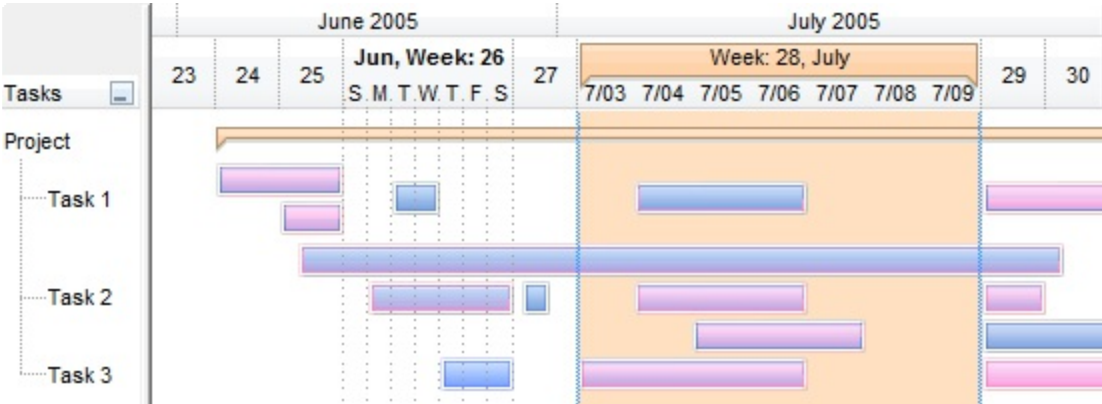 June 2005 July 2005
Jun, Week: 26 Week: 28, July
23 24 25 27 29 30
Tasks S M T W T F S 7/03 7/04 7/05 7/06 7/07 7/08 7/09
Project
Task 1
Task 2
Task 3